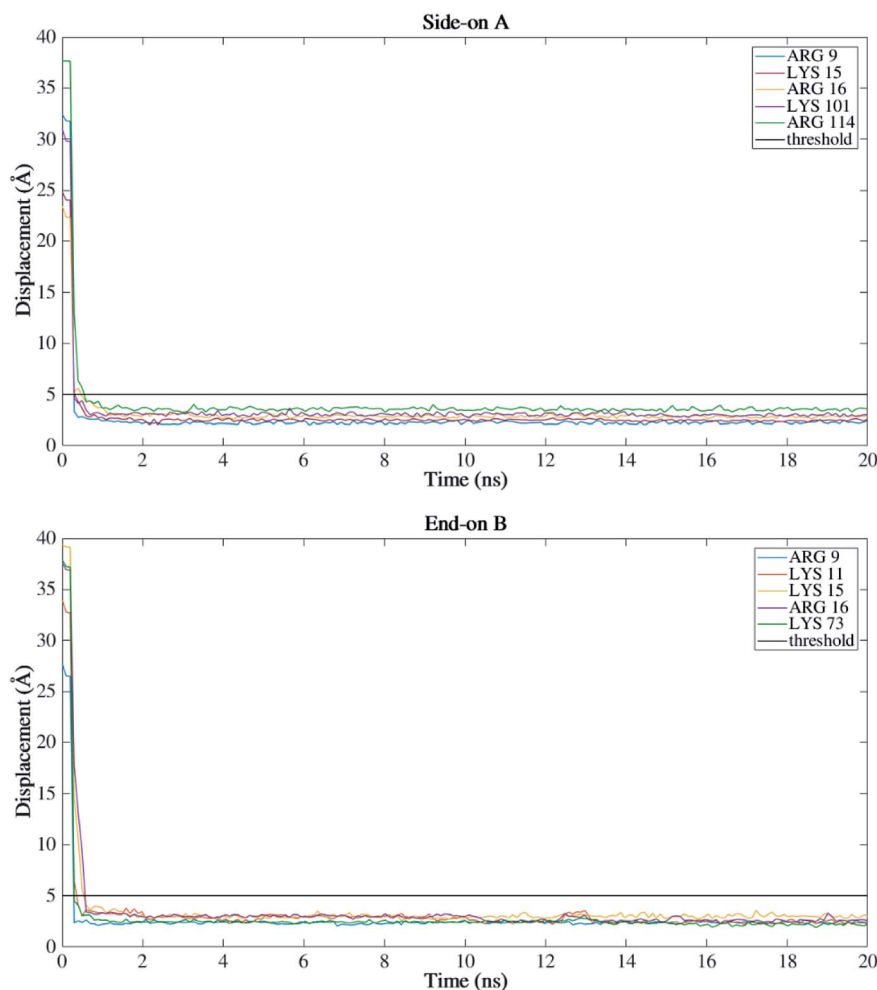 Side-on A
40
35
30
25
20
15
10
5
0
Displacement (Å)
ARG 9
LYS 15
ARG 16
LYS 101
ARG 114
threshold
0 2 4 6 8 10 12 14 16 18 20
Time (ns)
End-on B
40
35
30
25
20
15
10
5
0
Displacement (Å)
ARG 9
LYS 11
LYS 15
ARG 16
LYS 73
threshold
0 2 4 6 8 10 12 14 16 18 20
Time (ns)